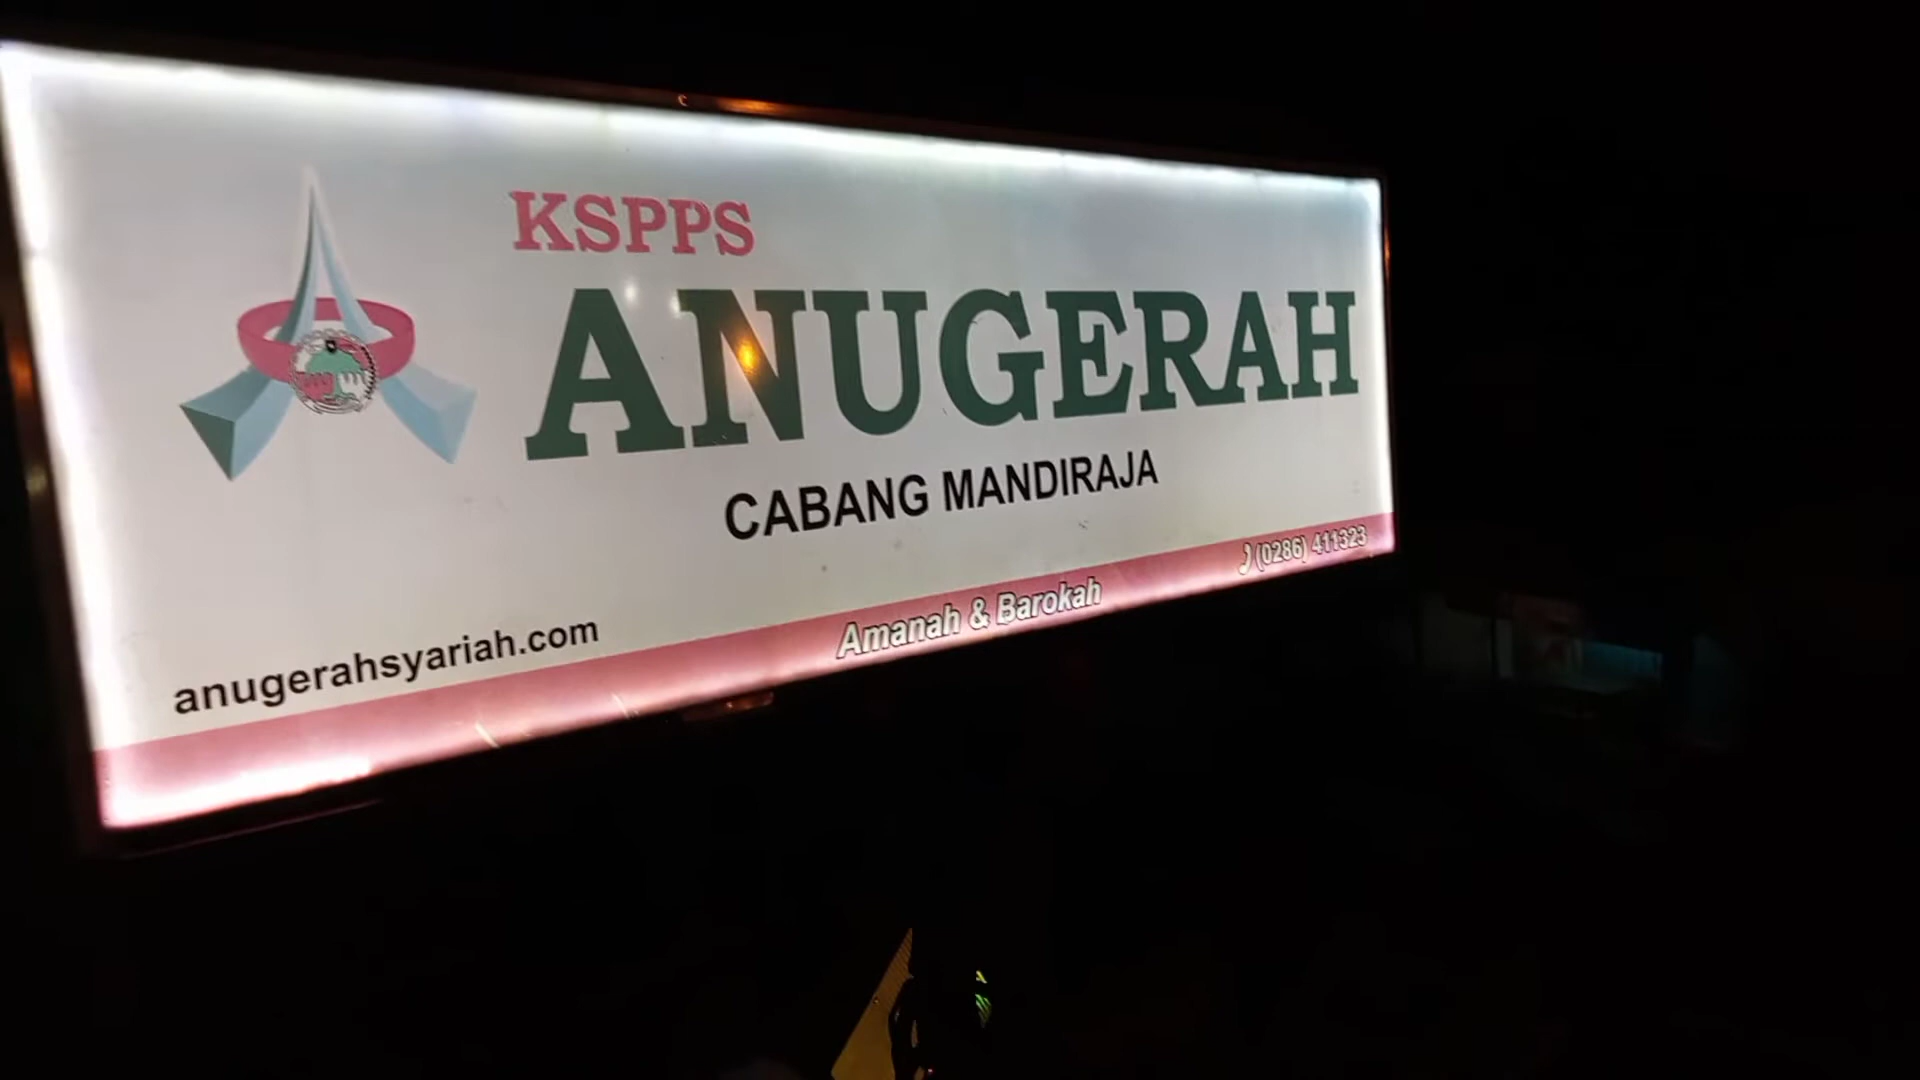 KSPPS
ANUGERAH
CABANG MANDIRAJA
anugerahsyariah.com
Amanah & Barokah
(0286) 411323